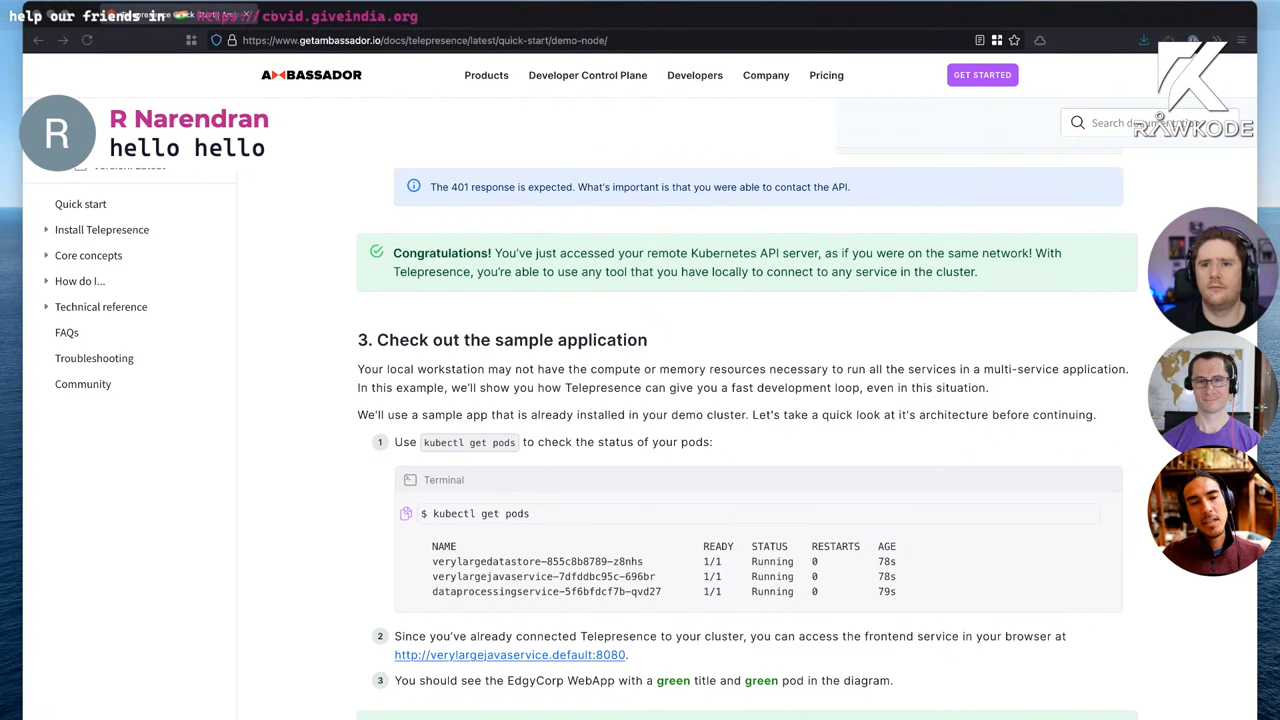 help our friends in https://covid.giveindia.org
https://www.getambassador.io/docs/telepresence/latest/quick-start/demo-node/
AMBASSADOR
Products Developer Control Plane Developers Company Pricing
GET STARTED
R
R Narendran
hello hello
Search
RAWKODE
The 401 response is expected. What's important is that you were able to contact the API.
Quick start
Install Telepresence
Core concepts
How do I...
Technical reference
FAQs
Troubleshooting
Community
Congratulations! You've just accessed your remote Kubernetes API server, as if you were on the same network! With
Telepresence, you're able to use any tool that you have locally to connect to any service in the cluster.
3. Check out the sample application
Your local workstation may not have the compute or memory resources necessary to run all the services in a multi-service application.
In this example, we'll show you how Telepresence can give you a fast development loop, even in this situation.
We'll use a sample app that is already installed in your demo cluster. Let's take a quick look at it's architecture before continuing.
1 Use kubectl get pods to check the status of your pods:
Terminal
$ kubectl get pods
NAME READY STATUS RESTARTS AGE
verylargedatastore-855c8b8789-z8nhs 1/1 Running 0 78s
verylargejavaservice-7dfddbc95c-696br 1/1 Running 0 78s
dataprocessingservice-5f6bfdcf7b-qvd27 1/1 Running 0 79s
2 Since you've already connected Telepresence to your cluster, you can access the frontend service in your browser at
http://verylargejavaservice.default:8080.
3 You should see the EdgyCorp WebApp with a green title and green pod in the diagram.